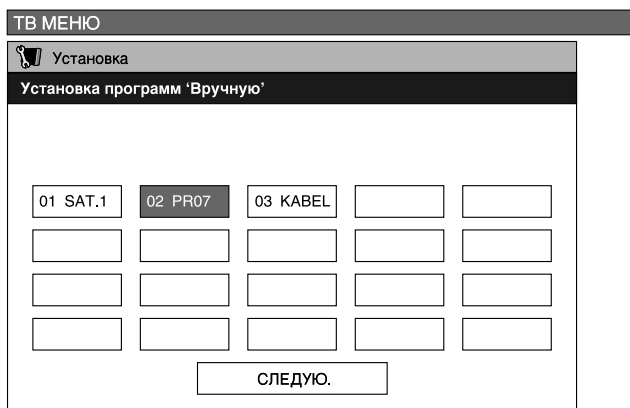 ТВ МЕНЮ
Установка
Установка программ ‘Вручную’
01 SAT.1 02 PR07 03 KABEL
СЛЕДУЮ.